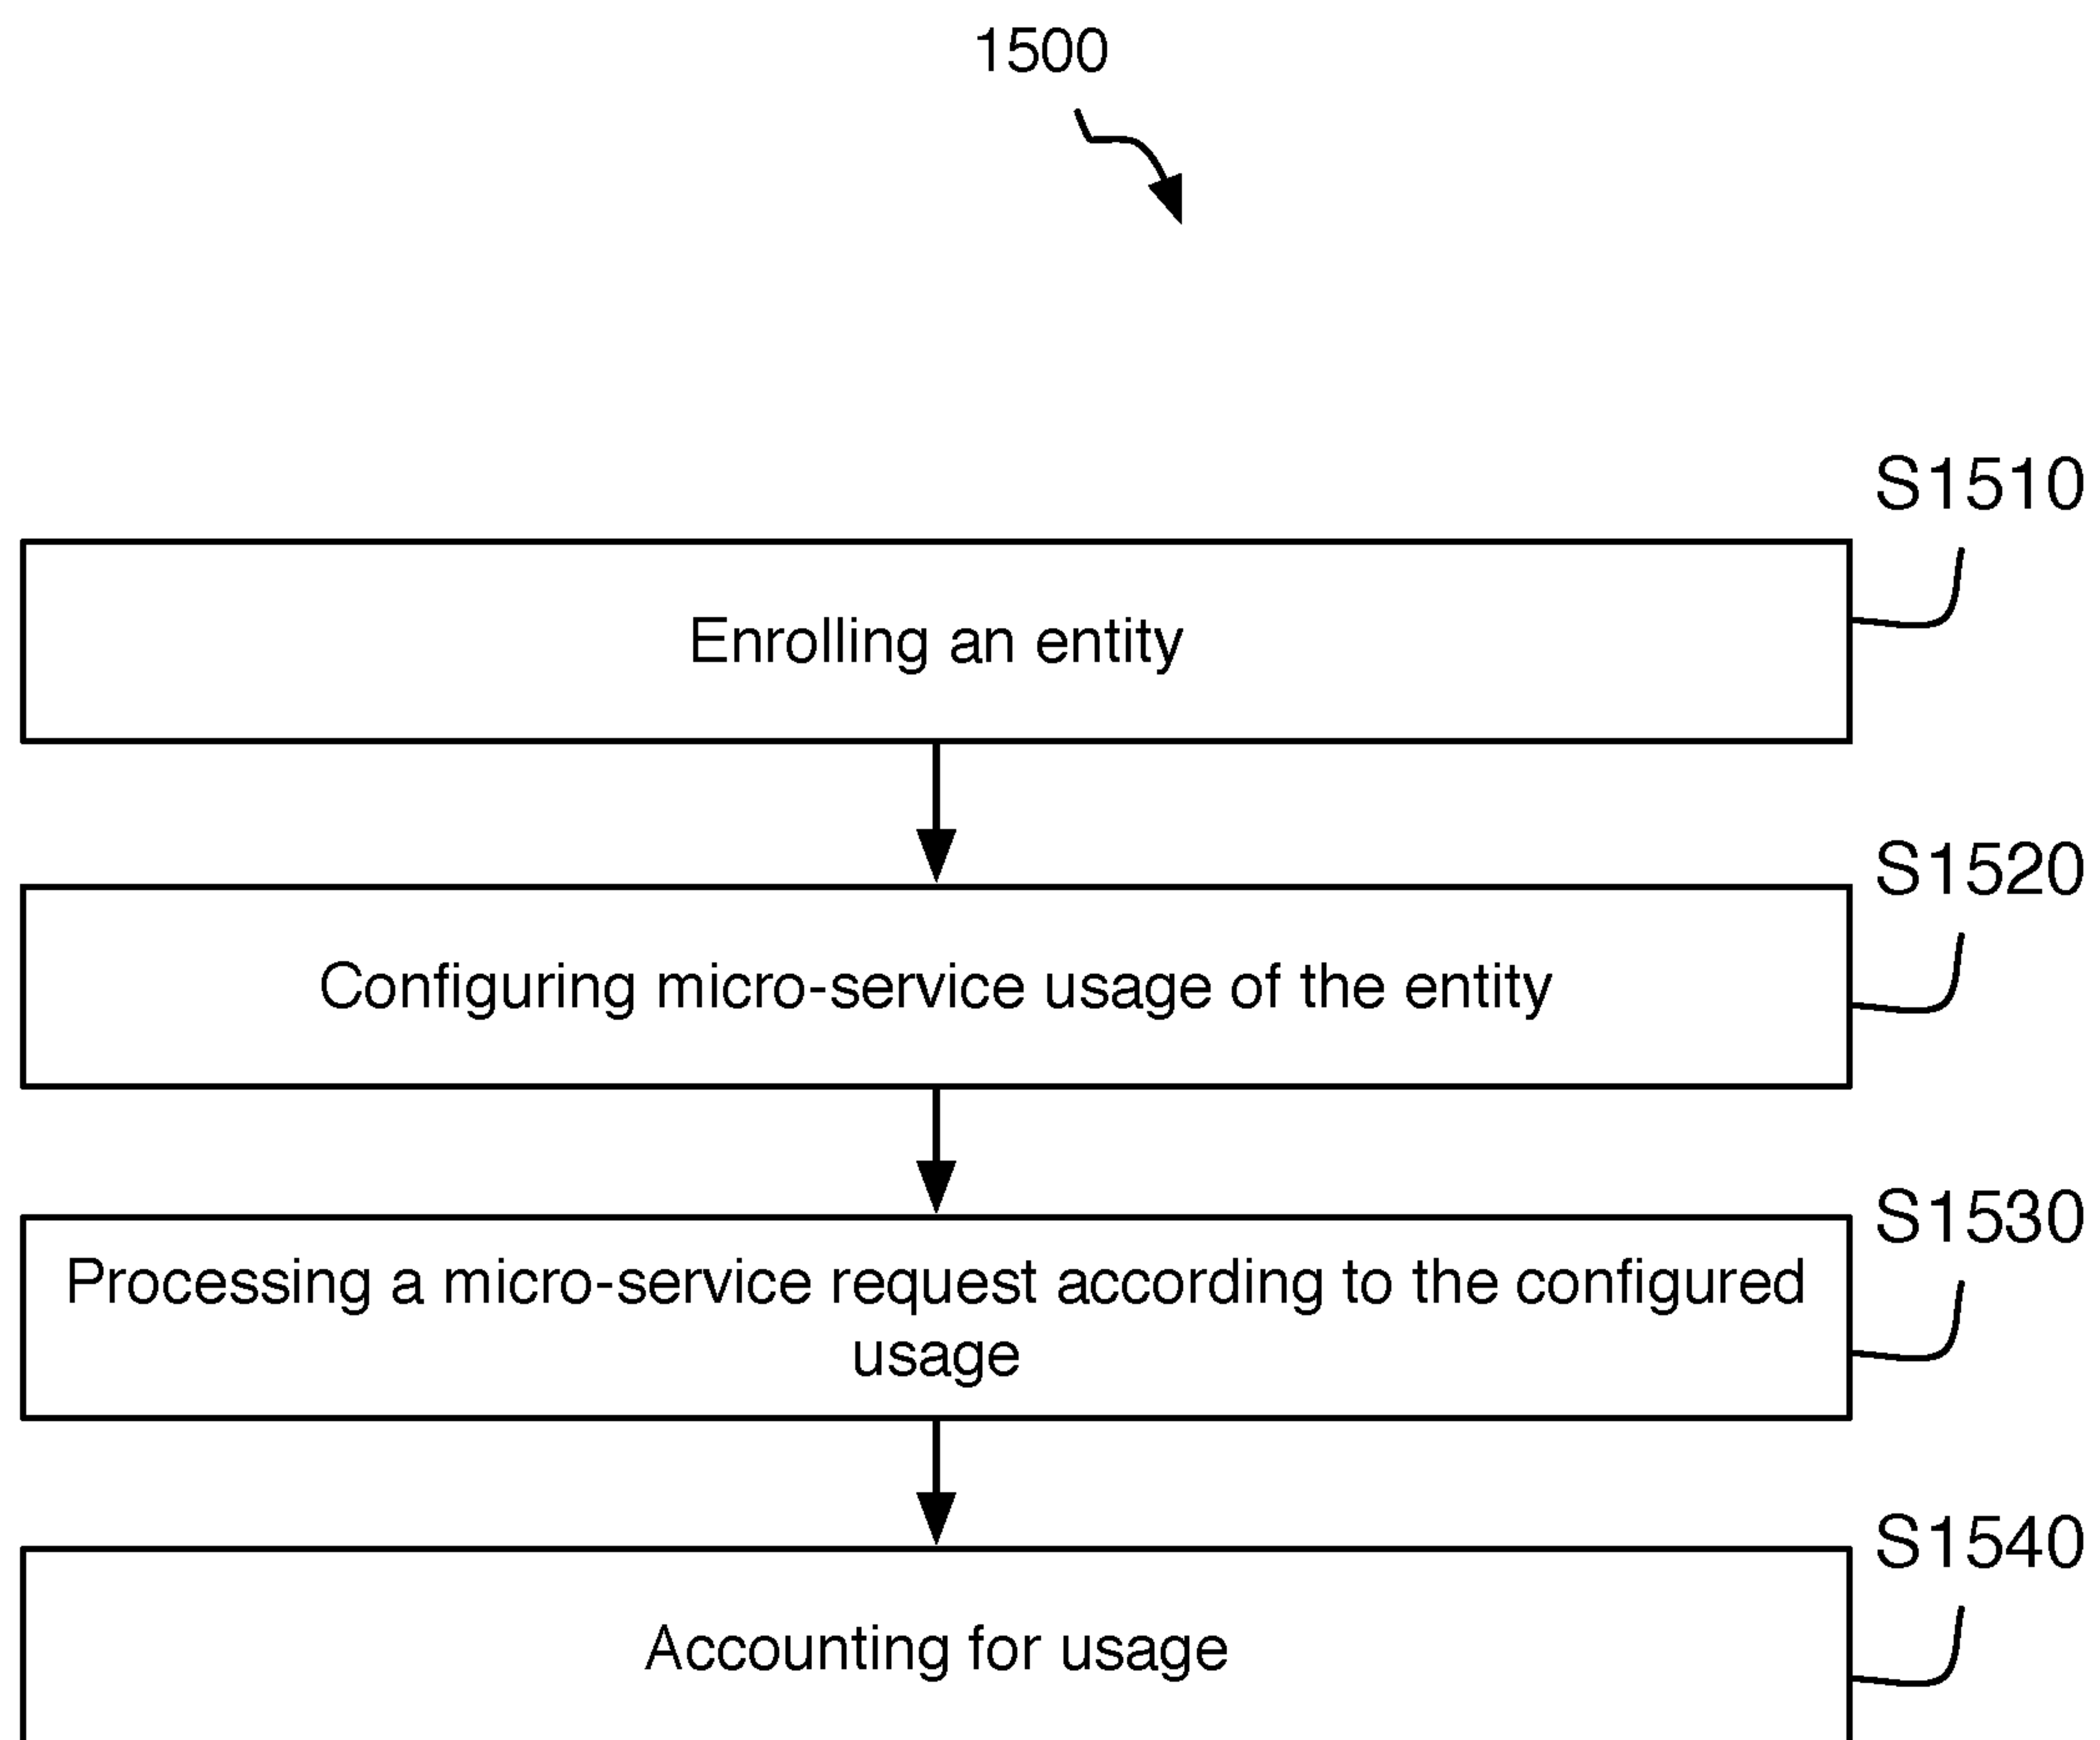 1500
S1510
Enrolling an entity
S1520
Configuring micro-service usage of the entity
S1530
Processing a micro-service request according to the configured
usage
S1540
Accounting for usage